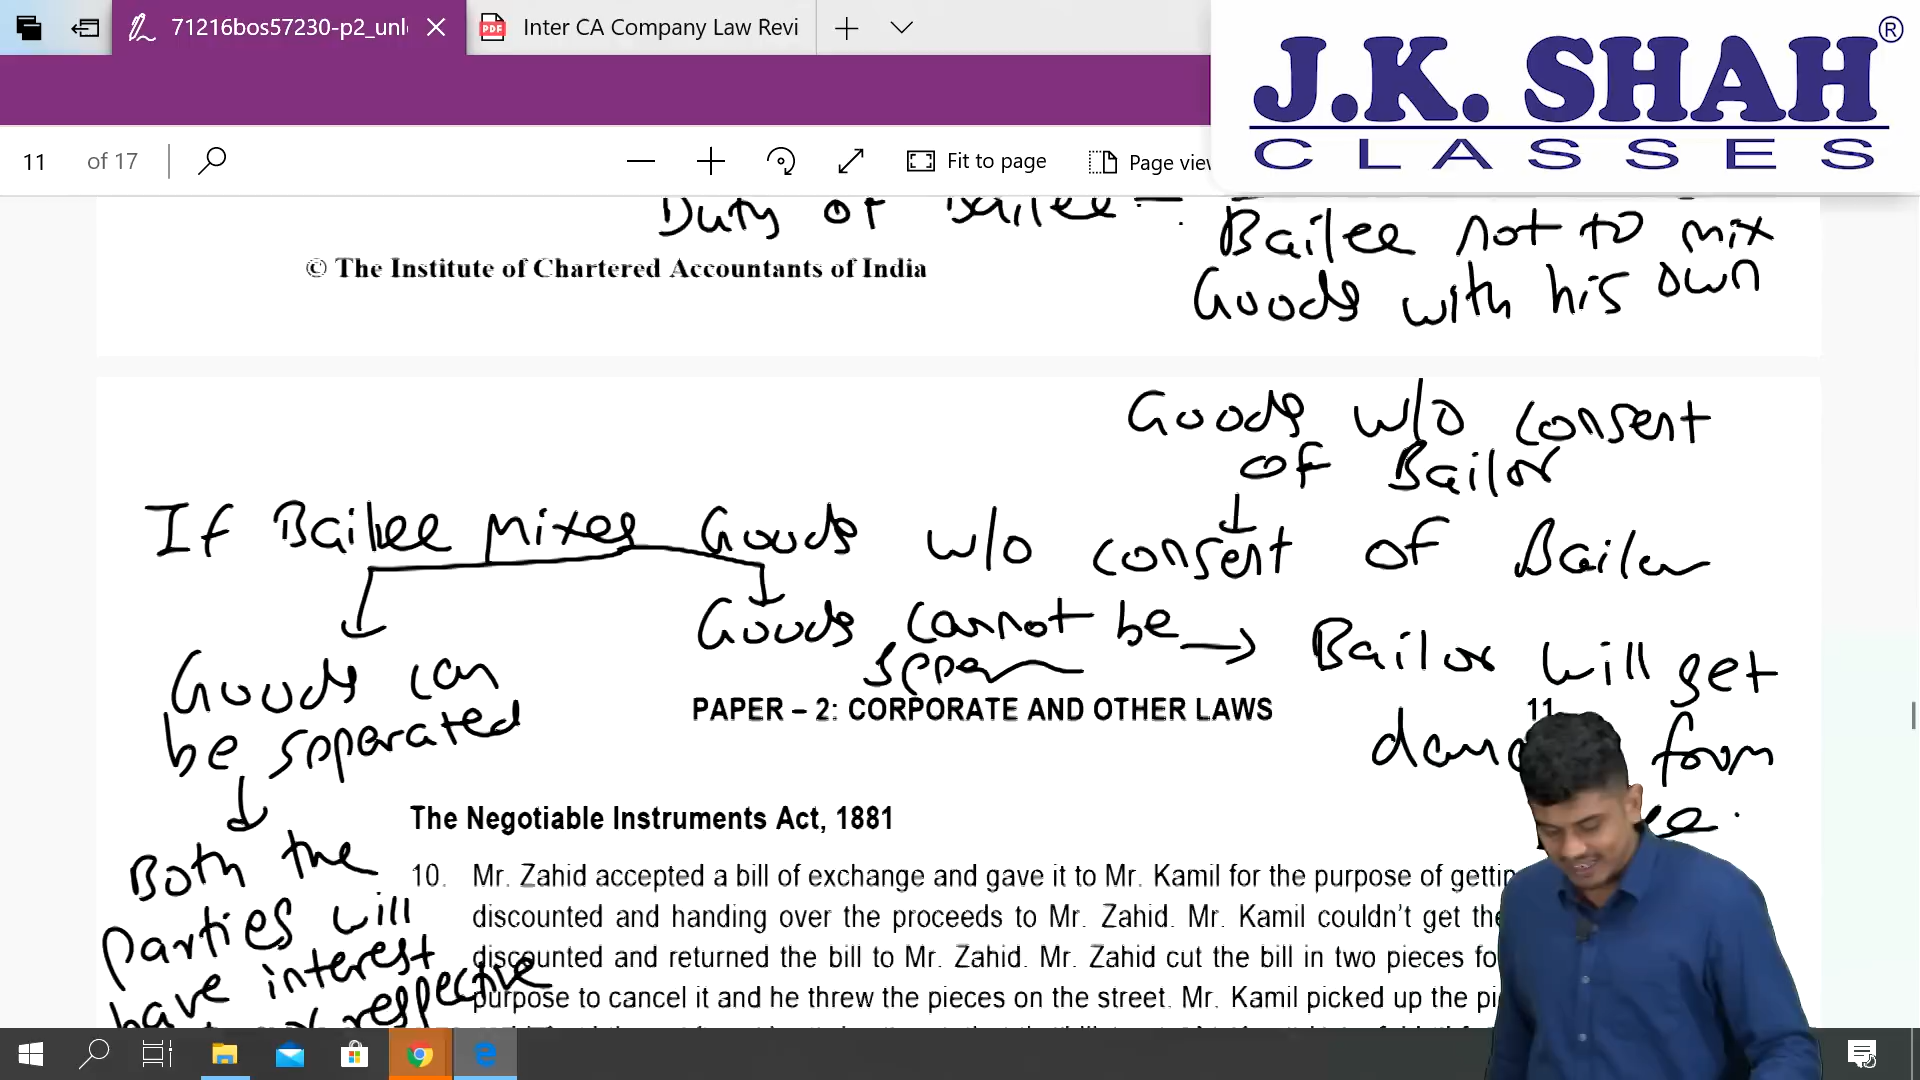 71216bos57230-p2_unl
Inter CA Company Law Revi
J.K. SHAH®
CLASSES
11 of 17
Fit to page
Page view
Duty of Bailee :
Bailee not to mix
Goods with his own
© The Institute of Chartered Accountants of India
Goods w/o consent
of Bailor
If Bailee mixes Goods w/o consent of Bailor
Goods cannot be
Bailor will get
Goods can
be separated
PAPER – 2: CORPORATE AND OTHER LAWS
11
from
The Negotiable Instruments Act, 1881
Both the
Parties will
have interest
respective
10. Mr. Zahid accepted a bill of exchange and gave it to Mr. Kamil for the purpose of gettin
discounted and handing over the proceeds to Mr. Zahid. Mr. Kamil couldn't get the
discounted and returned the bill to Mr. Zahid. Mr. Zahid cut the bill in two pieces fo
purpose to cancel it and he threw the pieces on the street. Mr. Kamil picked up the pi